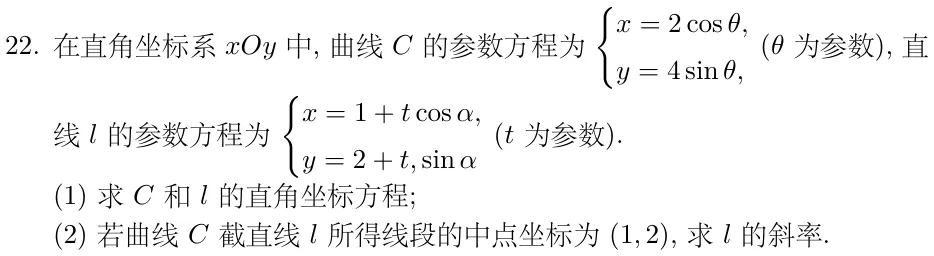 22. 在直角坐标系 xOy 中, 曲线 C 的参数方程为 { x = 2 cos θ, y = 4 sin θ, (θ 为参数), 直
线 l 的参数方程为 { x = 1 + t cos α, y = 2 + t, sin α (t 为参数).
(1) 求 C 和 l 的直角坐标方程;
(2) 若曲线 C 截直线 l 所得线段的中点坐标为 (1, 2), 求 l 的斜率.